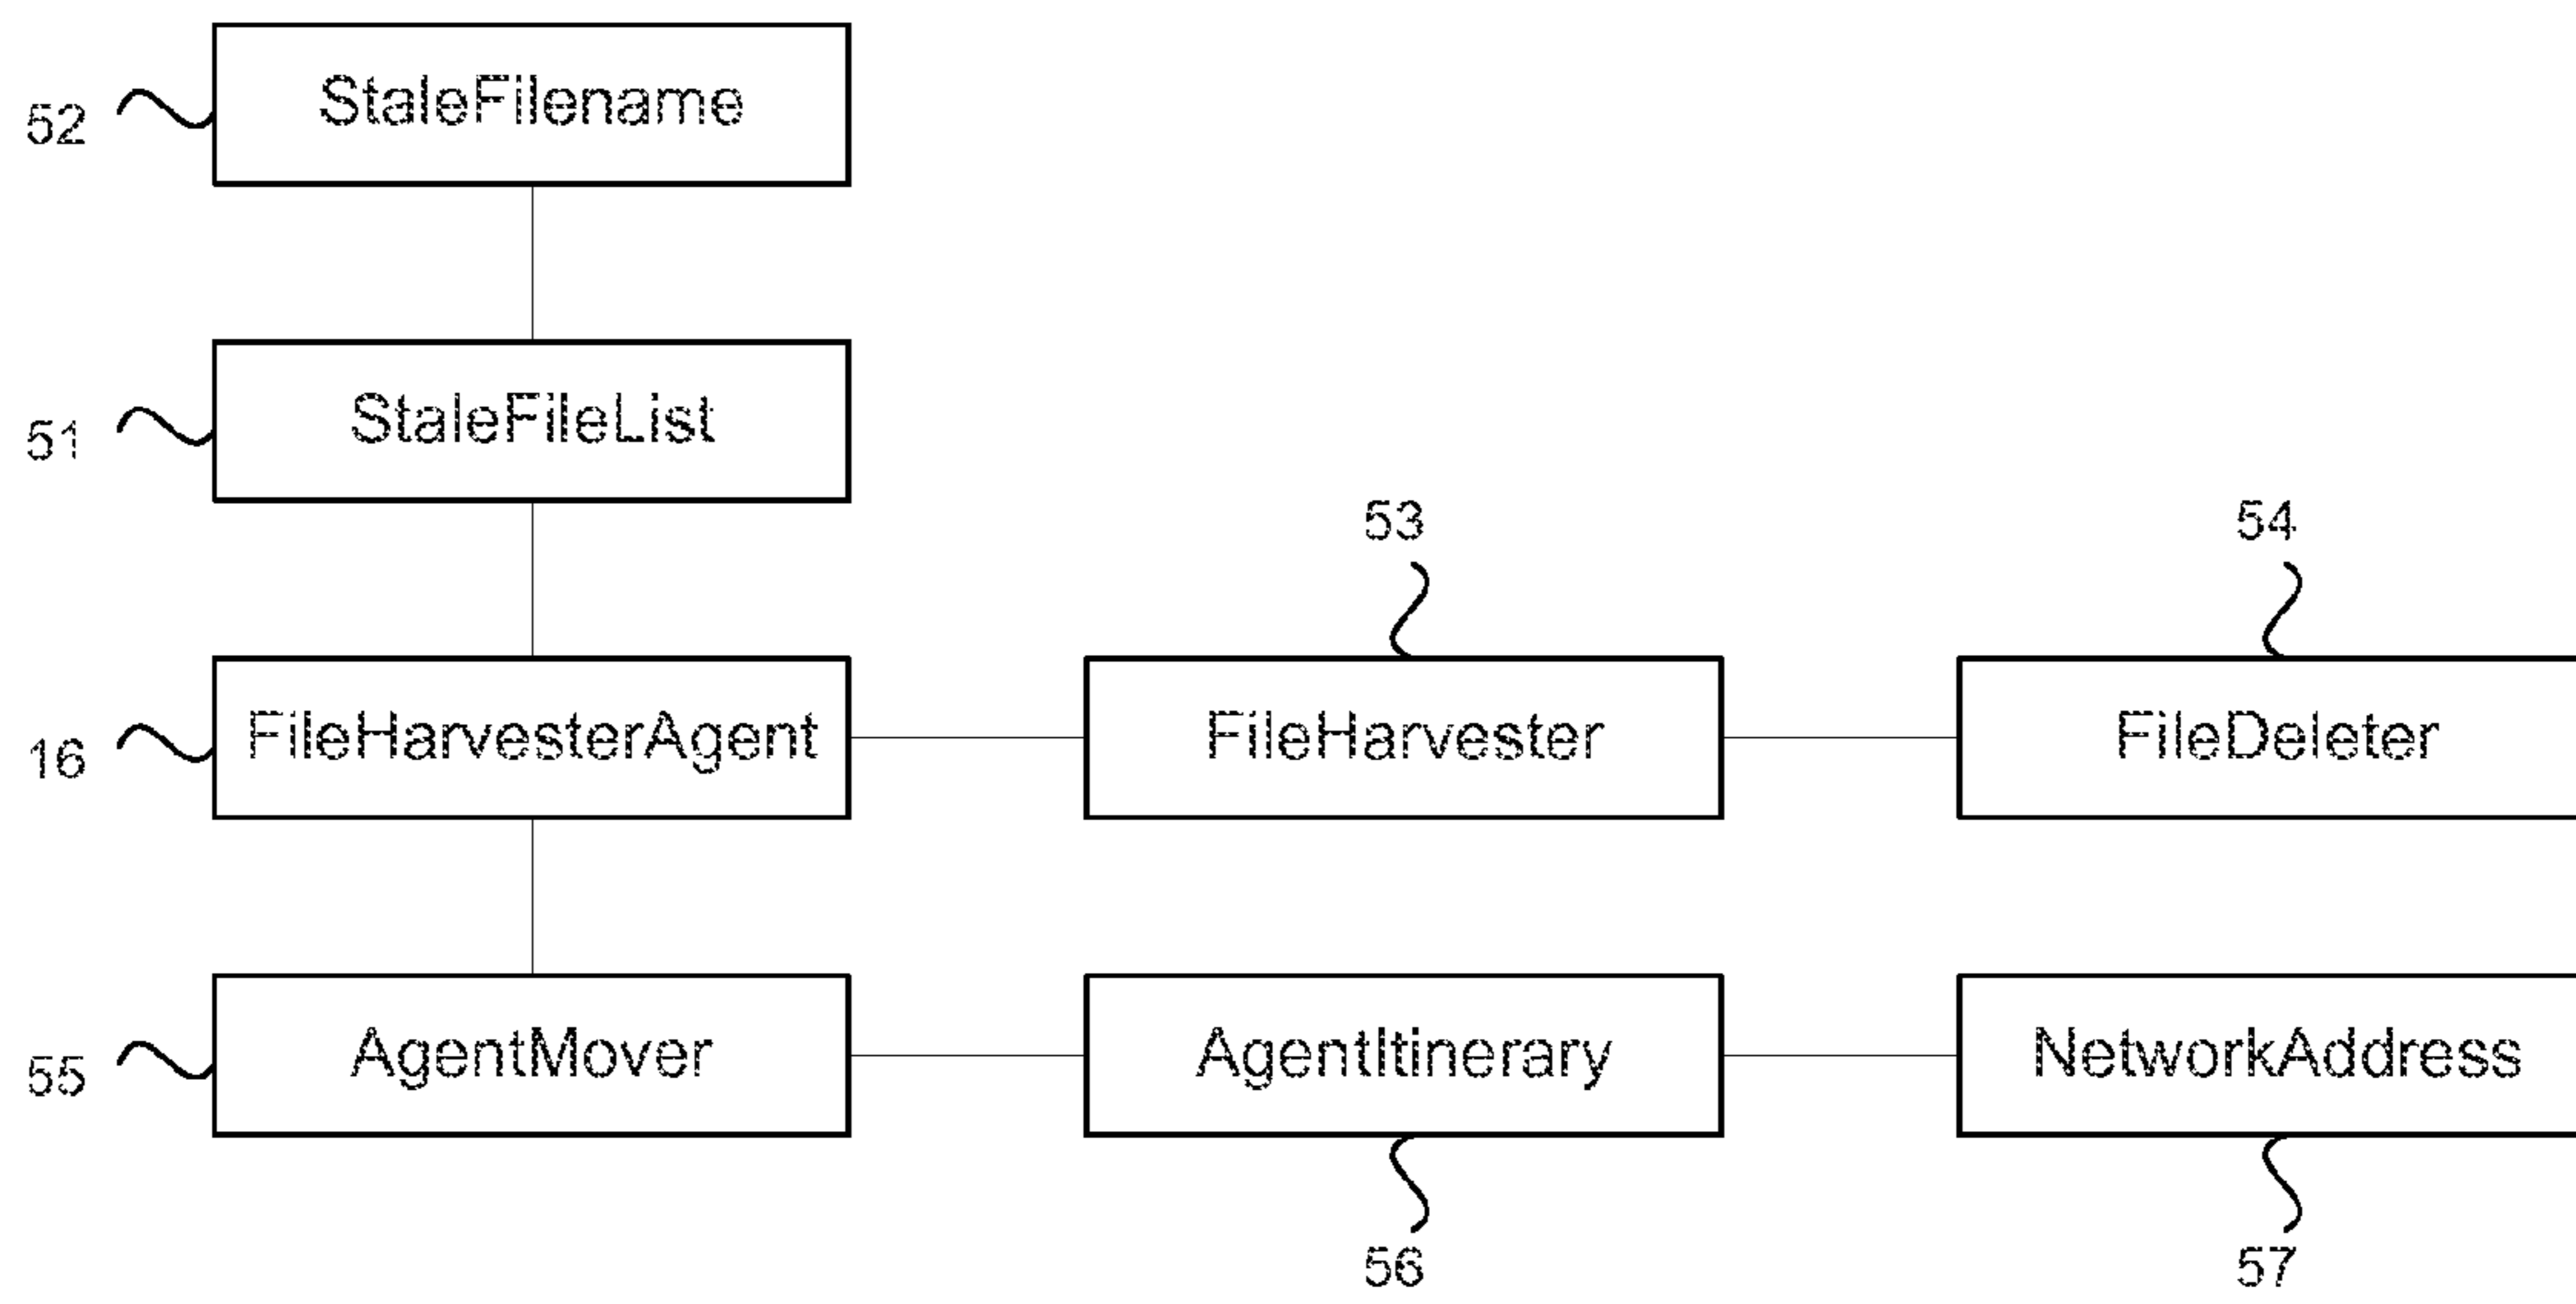 52
StaleFilename
51
StaleFileList
53
54
16
FileHarvesterAgent
FileHarvester
FileDeleter
55
AgentMover
AgentItinerary
NetworkAddress
56
57